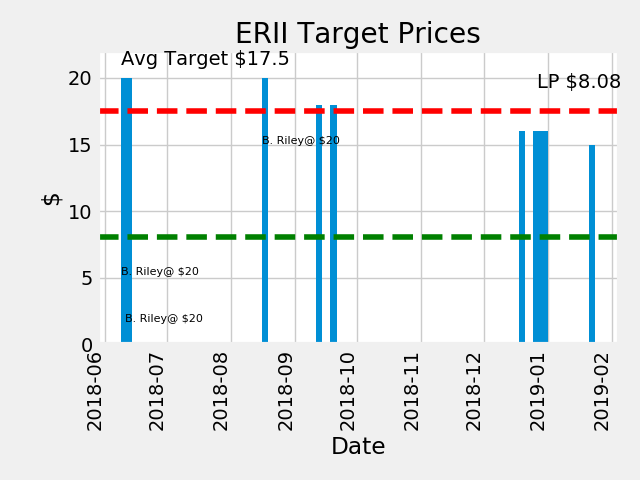 ERII Target Prices
Avg Target $17.5
LP $8.08
B. Riley@ $20
B. Riley@ $20
B. Riley@ $20
$
20
15
10
5
0
2018-06
2018-07
2018-08
2018-09
2018-10
2018-11
2018-12
2019-01
2019-02
Date